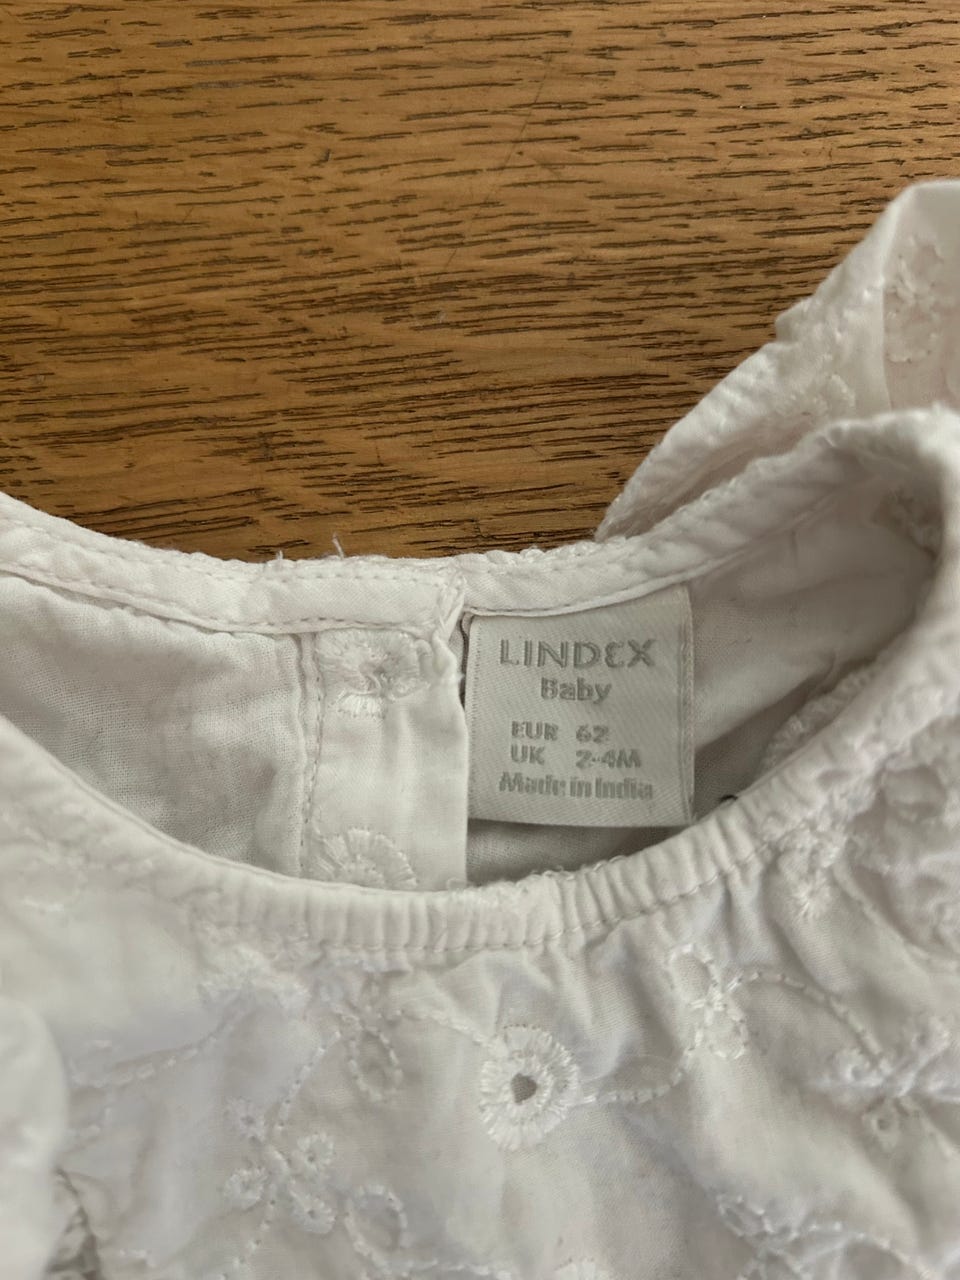 LINDEX
Baby
EUR 62
UK 2-4M
Made in India